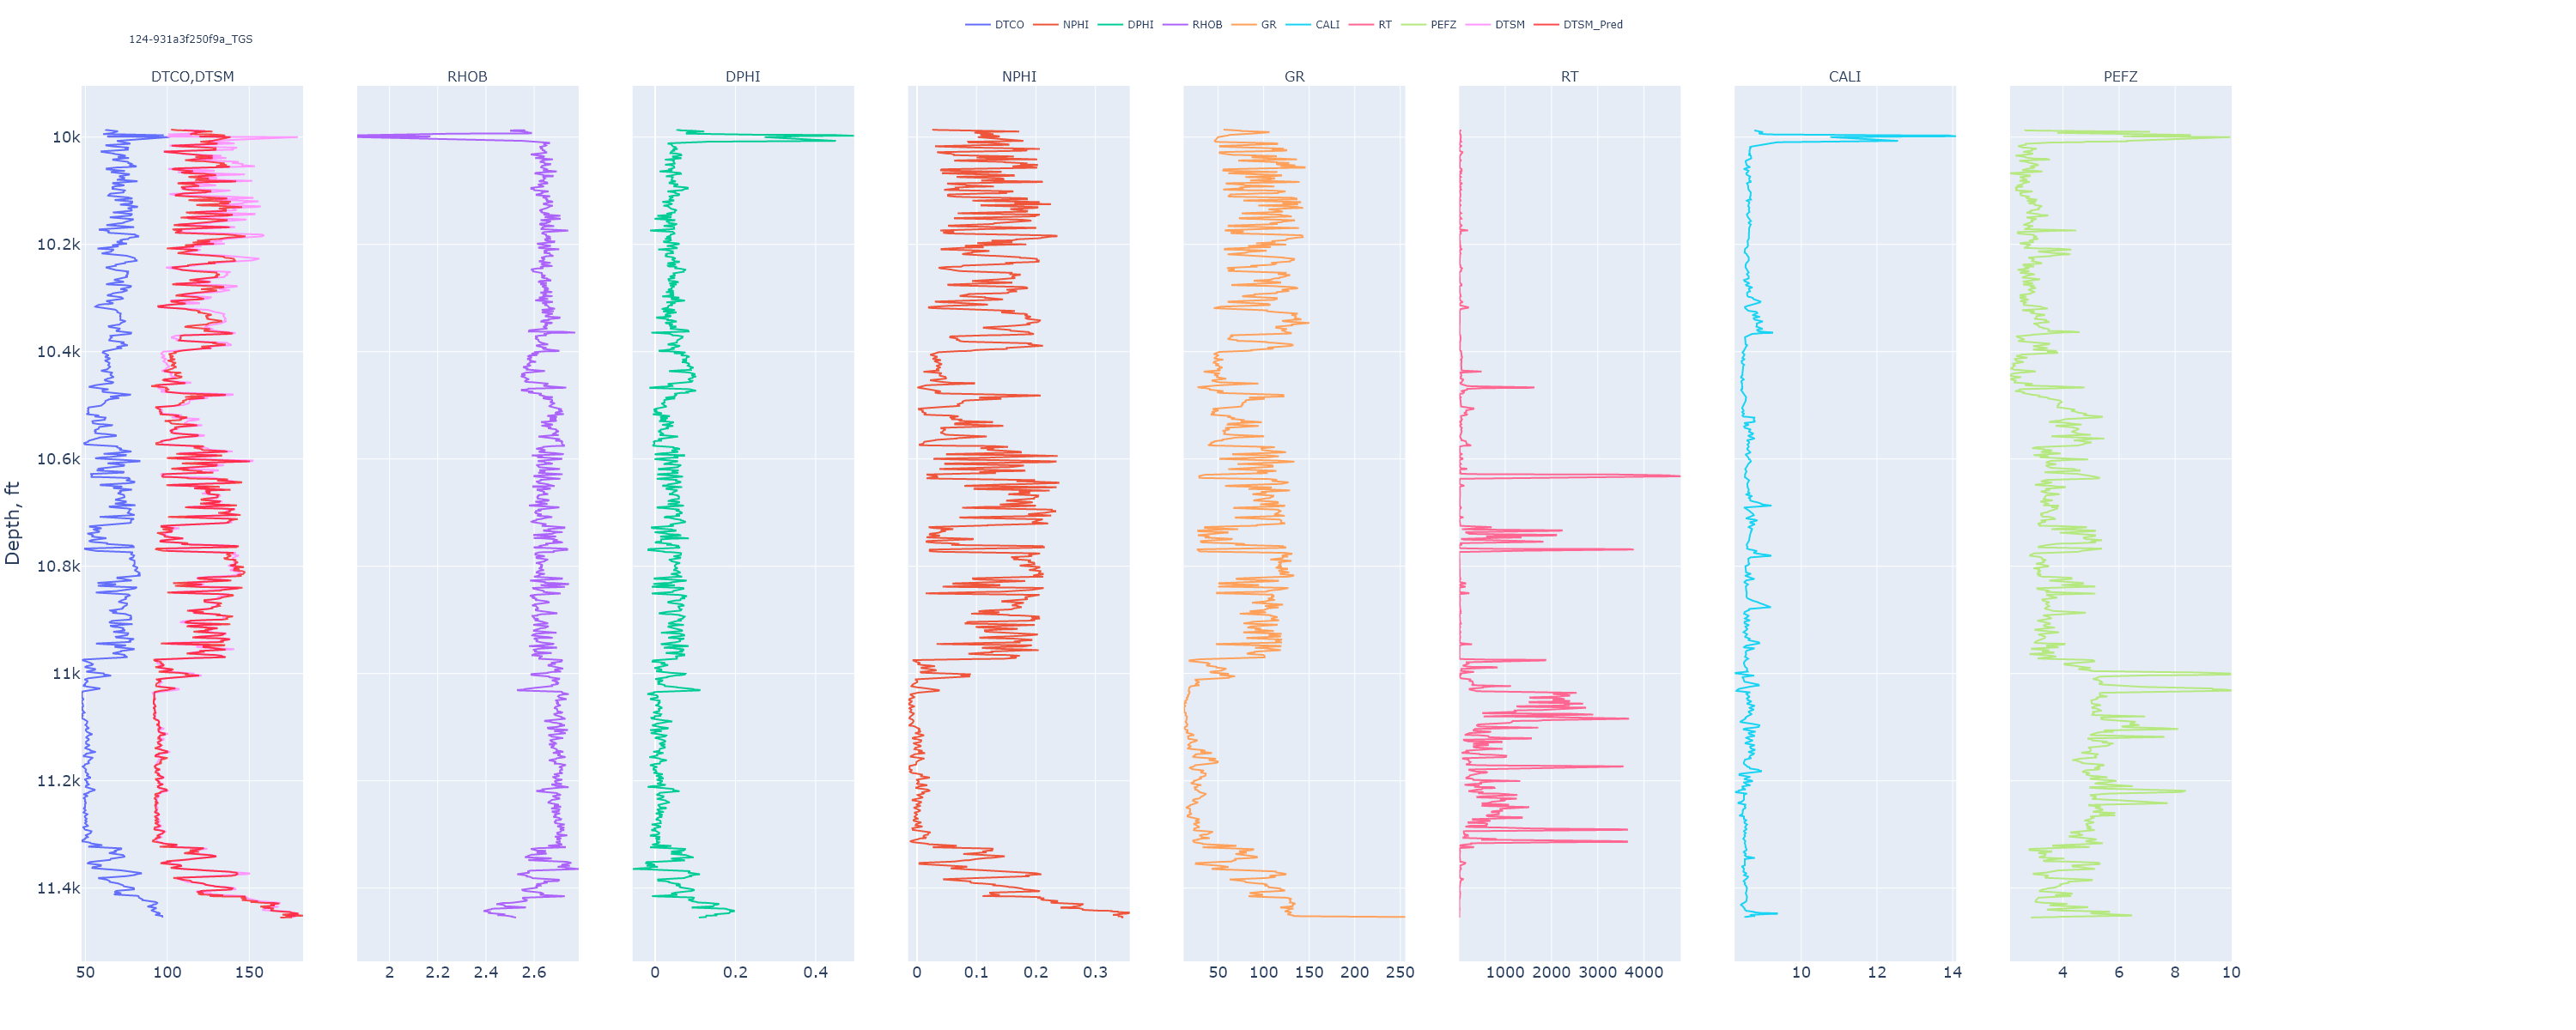 DTCO NPHI DPHI RHOB GR CALI RT PEFZ DTSM DTSM_Pred
124-931a3f250f9a_TGS
DTCO,DTSM RHOB DPHI NPHI GR RT CALI PEFZ
10k
10.2k
10.4k
10.6k
10.8k
11k
11.2k
11.4k
Depth, ft
50 100 150 2 2.2 2.4 2.6 0 0.2 0.4 0 0.1 0.2 0.3 50 100 150 200 250 1000 2000 3000 4000 10 12 14 4 6 8 10